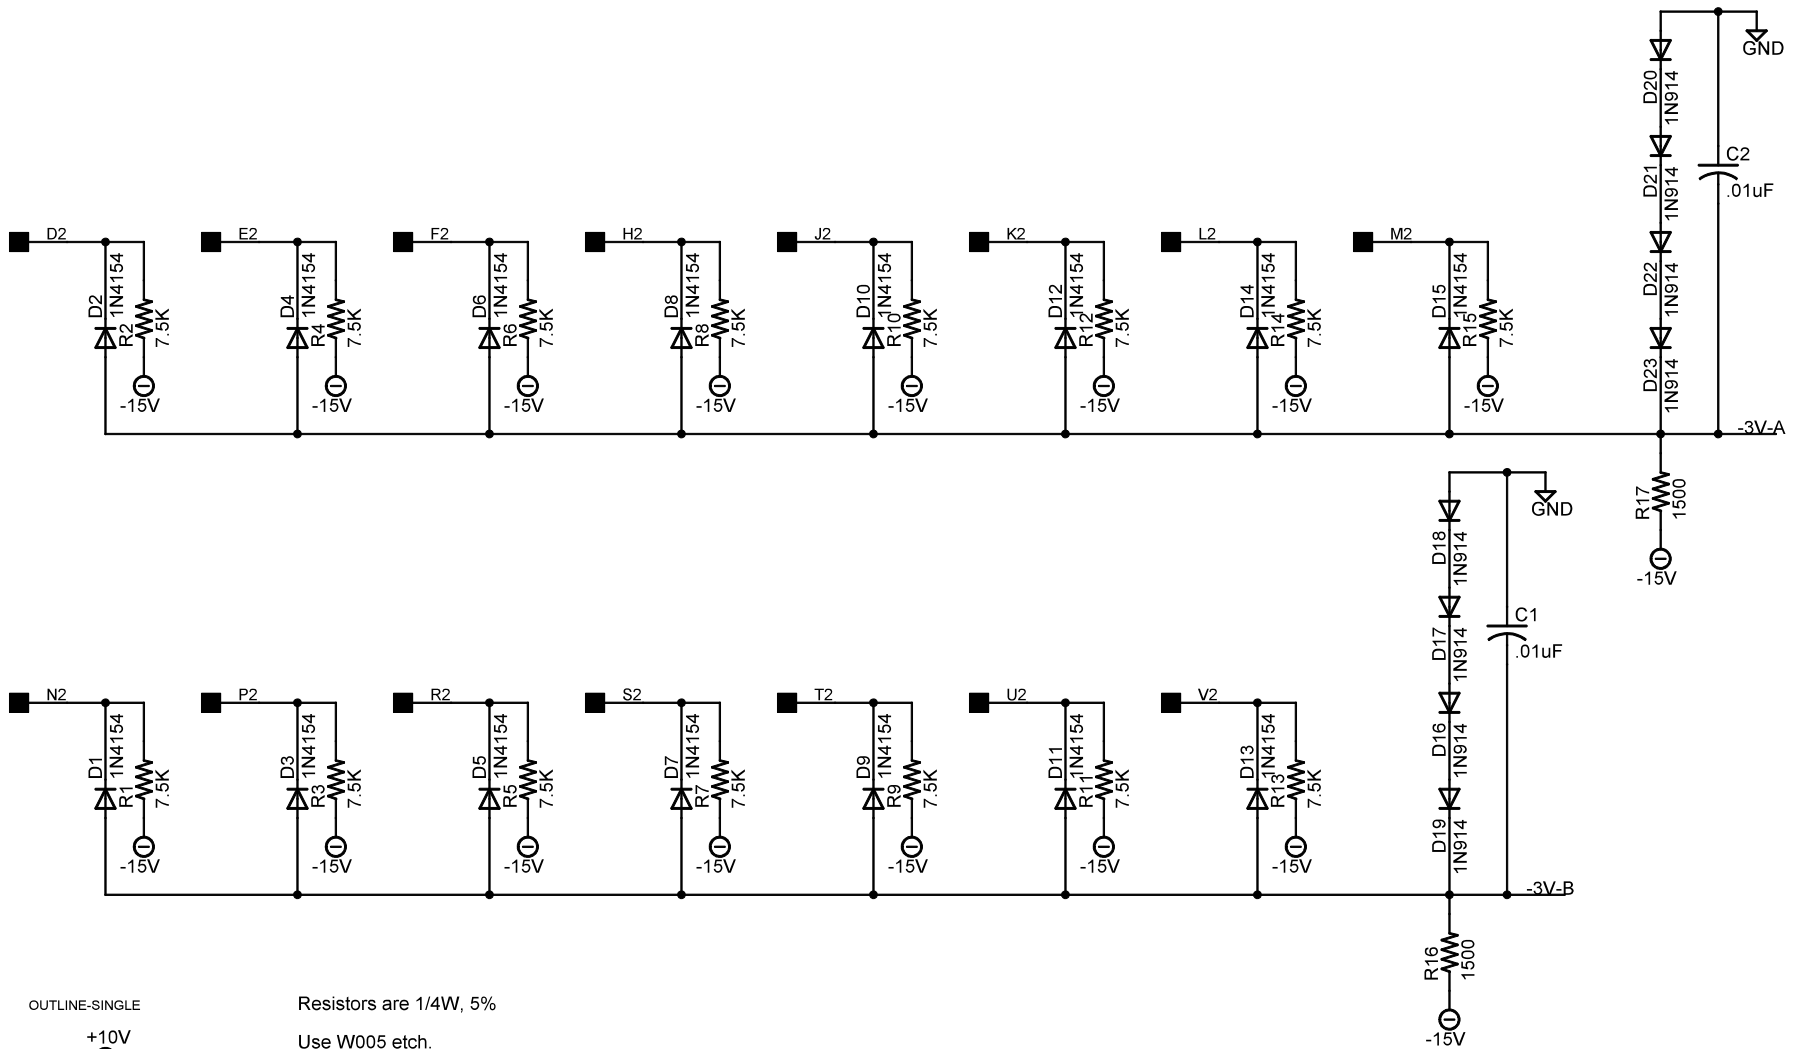 GND
D20
1N914
D21
1N914
C2
.01uF
D22
1N914
D23
1N914
D2 E2 F2 H2 J2 K2 L2 M2
D2 1N4154 R2 7.5K -15V
D4 1N4154 R4 7.5K -15V
D6 1N4154 R6 7.5K -15V
D8 1N4154 R8 7.5K -15V
D10 1N4154 R10 7.5K -15V
D12 1N4154 R12 7.5K -15V
D14 1N4154 R14 7.5K -15V
D15 1N4154 R15 7.5K -15V
-3V-A
R17
1500
-15V
GND
D18
1N914
D17
1N914
C1
.01uF
D16
1N914
D19
1N914
N2 P2 R2 S2 T2 U2 V2
D1 1N4154 R1 7.5K -15V
D3 1N4154 R3 7.5K -15V
D5 1N4154 R5 7.5K -15V
D7 1N4154 R7 7.5K -15V
D9 1N4154 R9 7.5K -15V
D11 1N4154 R11 7.5K -15V
D13 1N4154 R13 7.5K -15V
-3V-B
R16
1500
-15V
OUTLINE-SINGLE
+10V
Resistors are 1/4W, 5%
Use W005 etch.